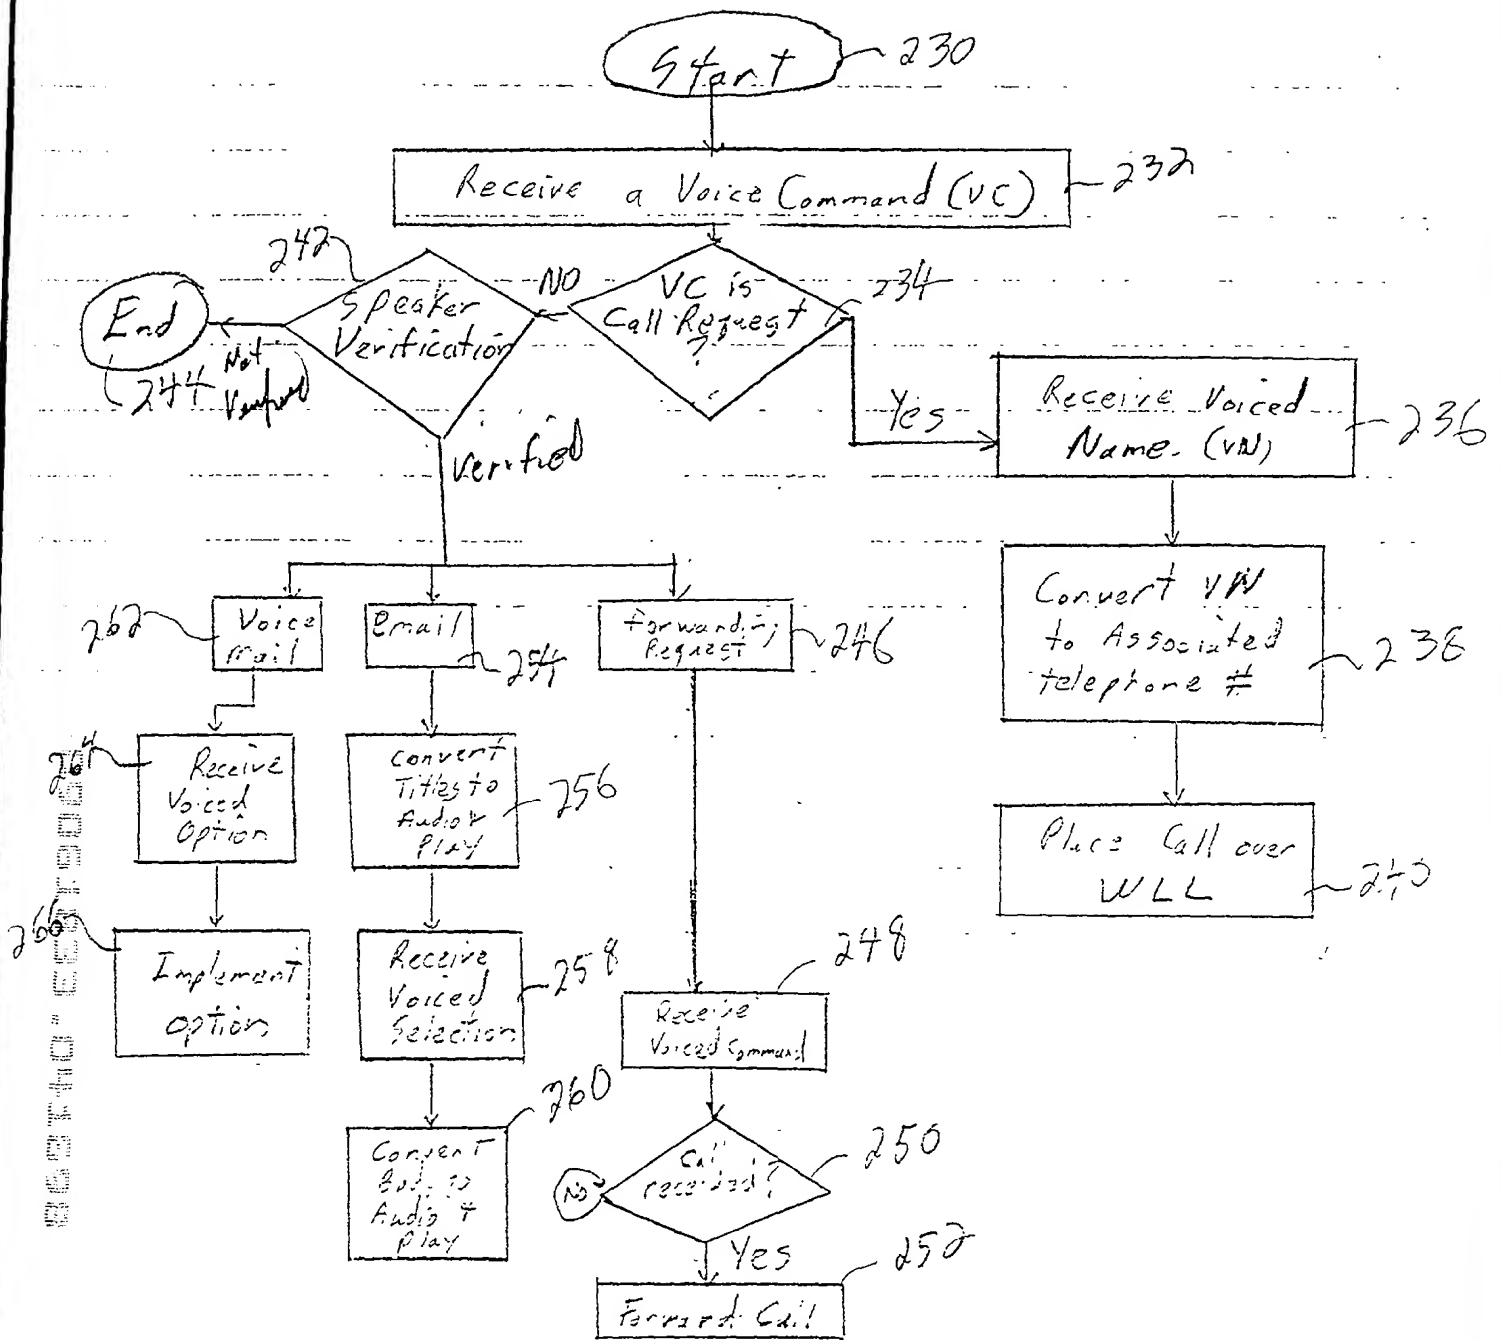 Start
230
Receive a Voice Command (VC)
232
242
Speaker
Verification
NO
VC is
Call Request
?
234
End
244
Not
Verified
Verified
Yes
Receive Voiced
Name. (VN)
236
Convert VN
to Associated
telephone #
238
Place Call over
WLL
240
262
Voice
mail
Email
254
Forwarding
Request
246
264
Receive
Voiced
Option
Convert
Titles to
Audio +
Play
256
266
Implement
option
Receive
Voiced
Selection
258
248
Receive
Voiced Command
260
Convert
Body to
Audio +
play
Call
250
NO
Yes
252
Forward Call